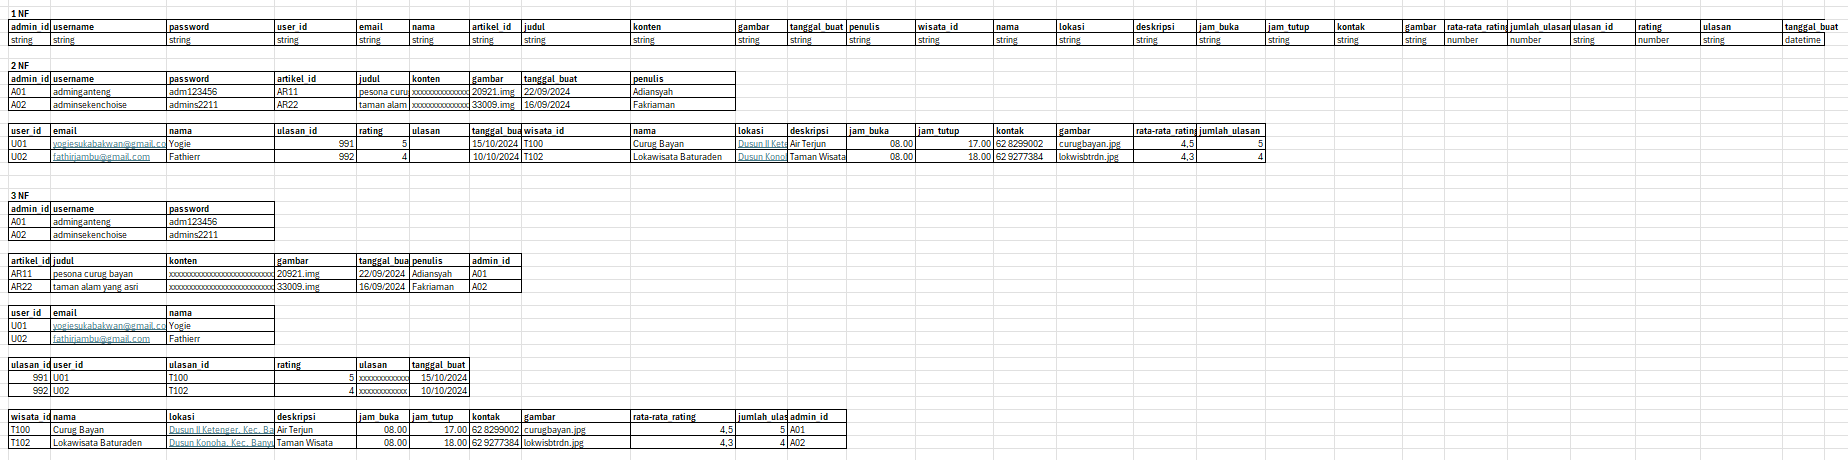 1 NF
admin_id username password user_id email nama artikel_id judul konten gambar tanggal_buat penulis wisata_id nama lokasi deskripsi jam_buka jam_tutup kontak gambar rata-rata_rating jumlah_ulasan ulasan_id rating ulasan tanggal_buat
string string string string string string string string string string string string string string string string string string string string number number string number string datetime
2 NF
admin_id username password artikel_id judul konten gambar tanggal_buat penulis
A01 adminganteng adm123456 AR11 pesona curu xxxxxxxxxxxxx 20921.img 22/09/2024 Adiansyah
A02 adminsekenchoise admins2211 AR22 taman alam xxxxxxxxxxxxx 33009.img 16/09/2024 Fakriaman
user_id email nama ulasan_id rating ulasan tanggal_bua wisata_id nama lokasi deskripsi jam_buka jam_tutup kontak gambar rata-rata_rating jumlah_ulasan
U01 yogiesukabakwan@gmail.co Yogie 991 5 15/10/2024 T100 Curug Bayan Dusun II Kete Air Terjun 08.00 17.00 62 8299002 curugbayan.jpg 4,5 5
U02 fathirjambu@gmail.com Fathierr 992 4 10/10/2024 T102 Lokawisata Baturaden Dusun Kono Taman Wisata 08.00 18.00 62 9277384 lokwisbtrdn.jpg 4,3 4
3 NF
admin_id username password
A01 adminganteng adm123456
A02 adminsekenchoise admins2211
artikel_id judul konten gambar tanggal_bua penulis admin_id
AR11 pesona curug bayan xxxxxxxxxxxxxxxxxxxxxxxxxx 20921.img 22/09/2024 Adiansyah A01
AR22 taman alam yang asri xxxxxxxxxxxxxxxxxxxxxxxxxx 33009.img 16/09/2024 Fakriaman A02
user_id email nama
U01 yogiesukabakwan@gmail.co Yogie
U02 fathirjambu@gmail.com Fathierr
ulasan_id user_id ulasan_id rating ulasan tanggal_buat
991 U01 T100 5 xxxxxxxxxxxx 15/10/2024
992 U02 T102 4 xxxxxxxxxxxx 10/10/2024
wisata_id nama lokasi deskripsi jam_buka jam_tutup kontak gambar rata-rata_rating jumlah_ulas admin_id
T100 Curug Bayan Dusun II Ketenger, Kec. Ba Air Terjun 08.00 17.00 62 8299002 curugbayan.jpg 4,5 5 A01
T102 Lokawisata Baturaden Dusun Konoha, Kec. Banyu Taman Wisata 08.00 18.00 62 9277384 lokwisbtrdn.jpg 4,3 4 A02